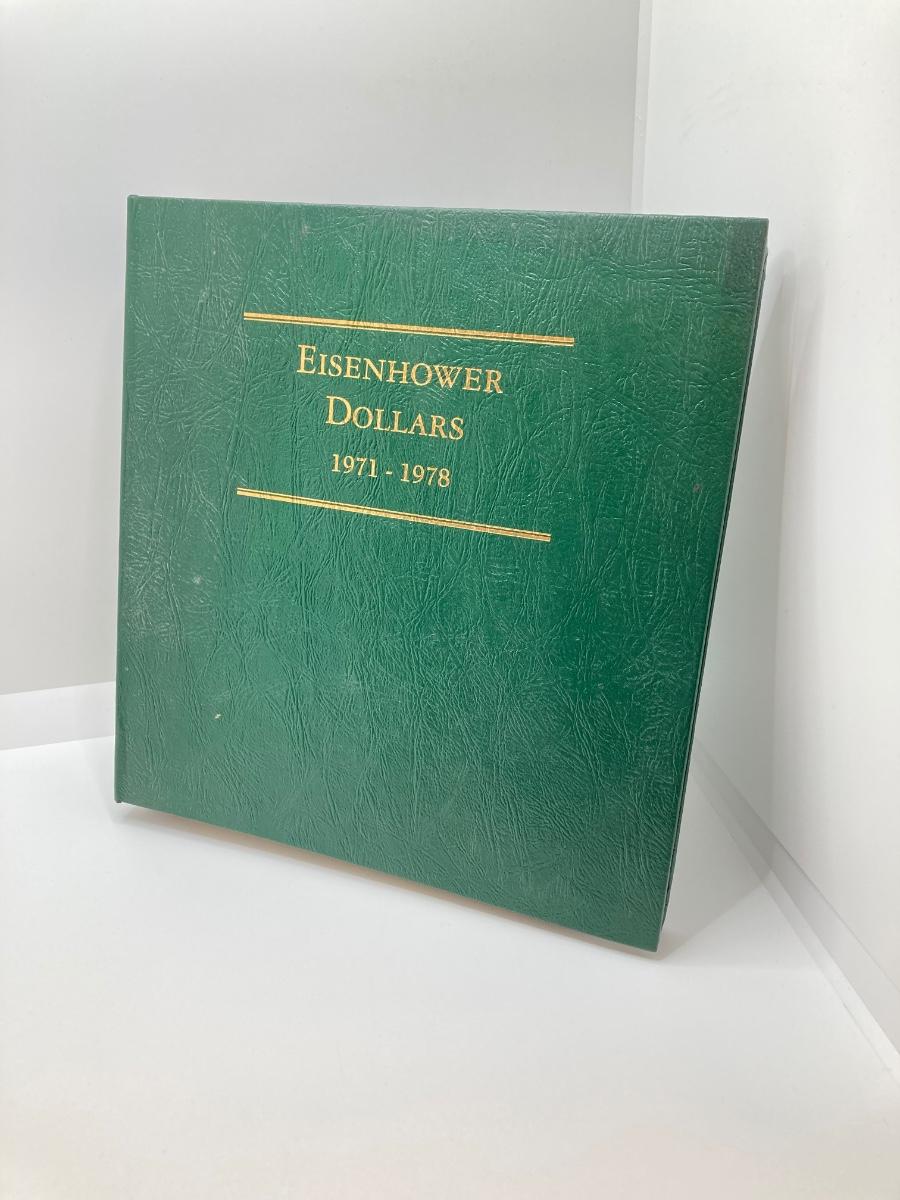 EISENHOWER
DOLLARS
1971 - 1978